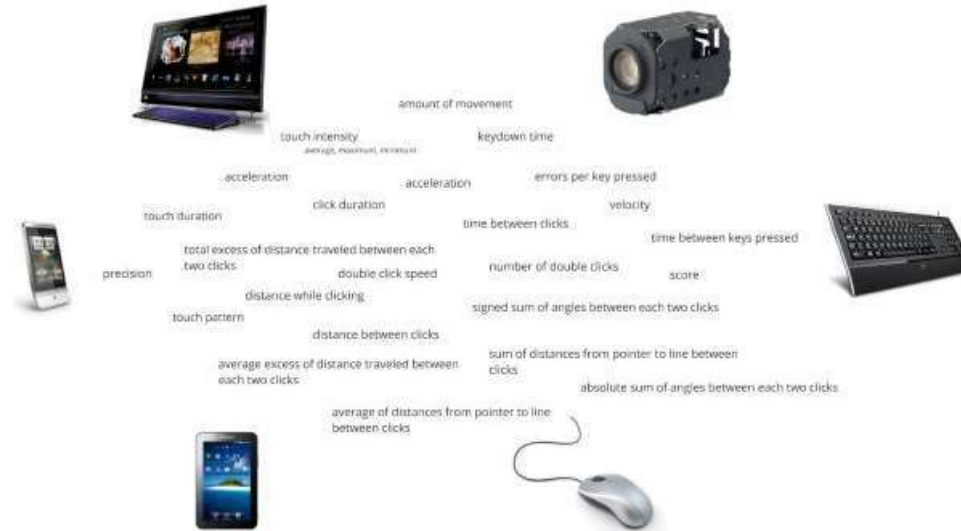 amount of movement
touch intensity
keydown time
average, maximum, minimum
acceleration
acceleration
errors per key pressed
click duration
velocity
touch duration
time between clicks
time between keys pressed
total excess of distance traveled between each
two clicks
precision
double click speed
number of double clicks
score
distance while clicking
signed sum of angles between each two clicks
touch pattern
distance between clicks
average excess of distance traveled between
each two clicks
sum of distances from pointer to line between
clicks
absolute sum of angles between each two clicks
average of distances from pointer to line
between clicks